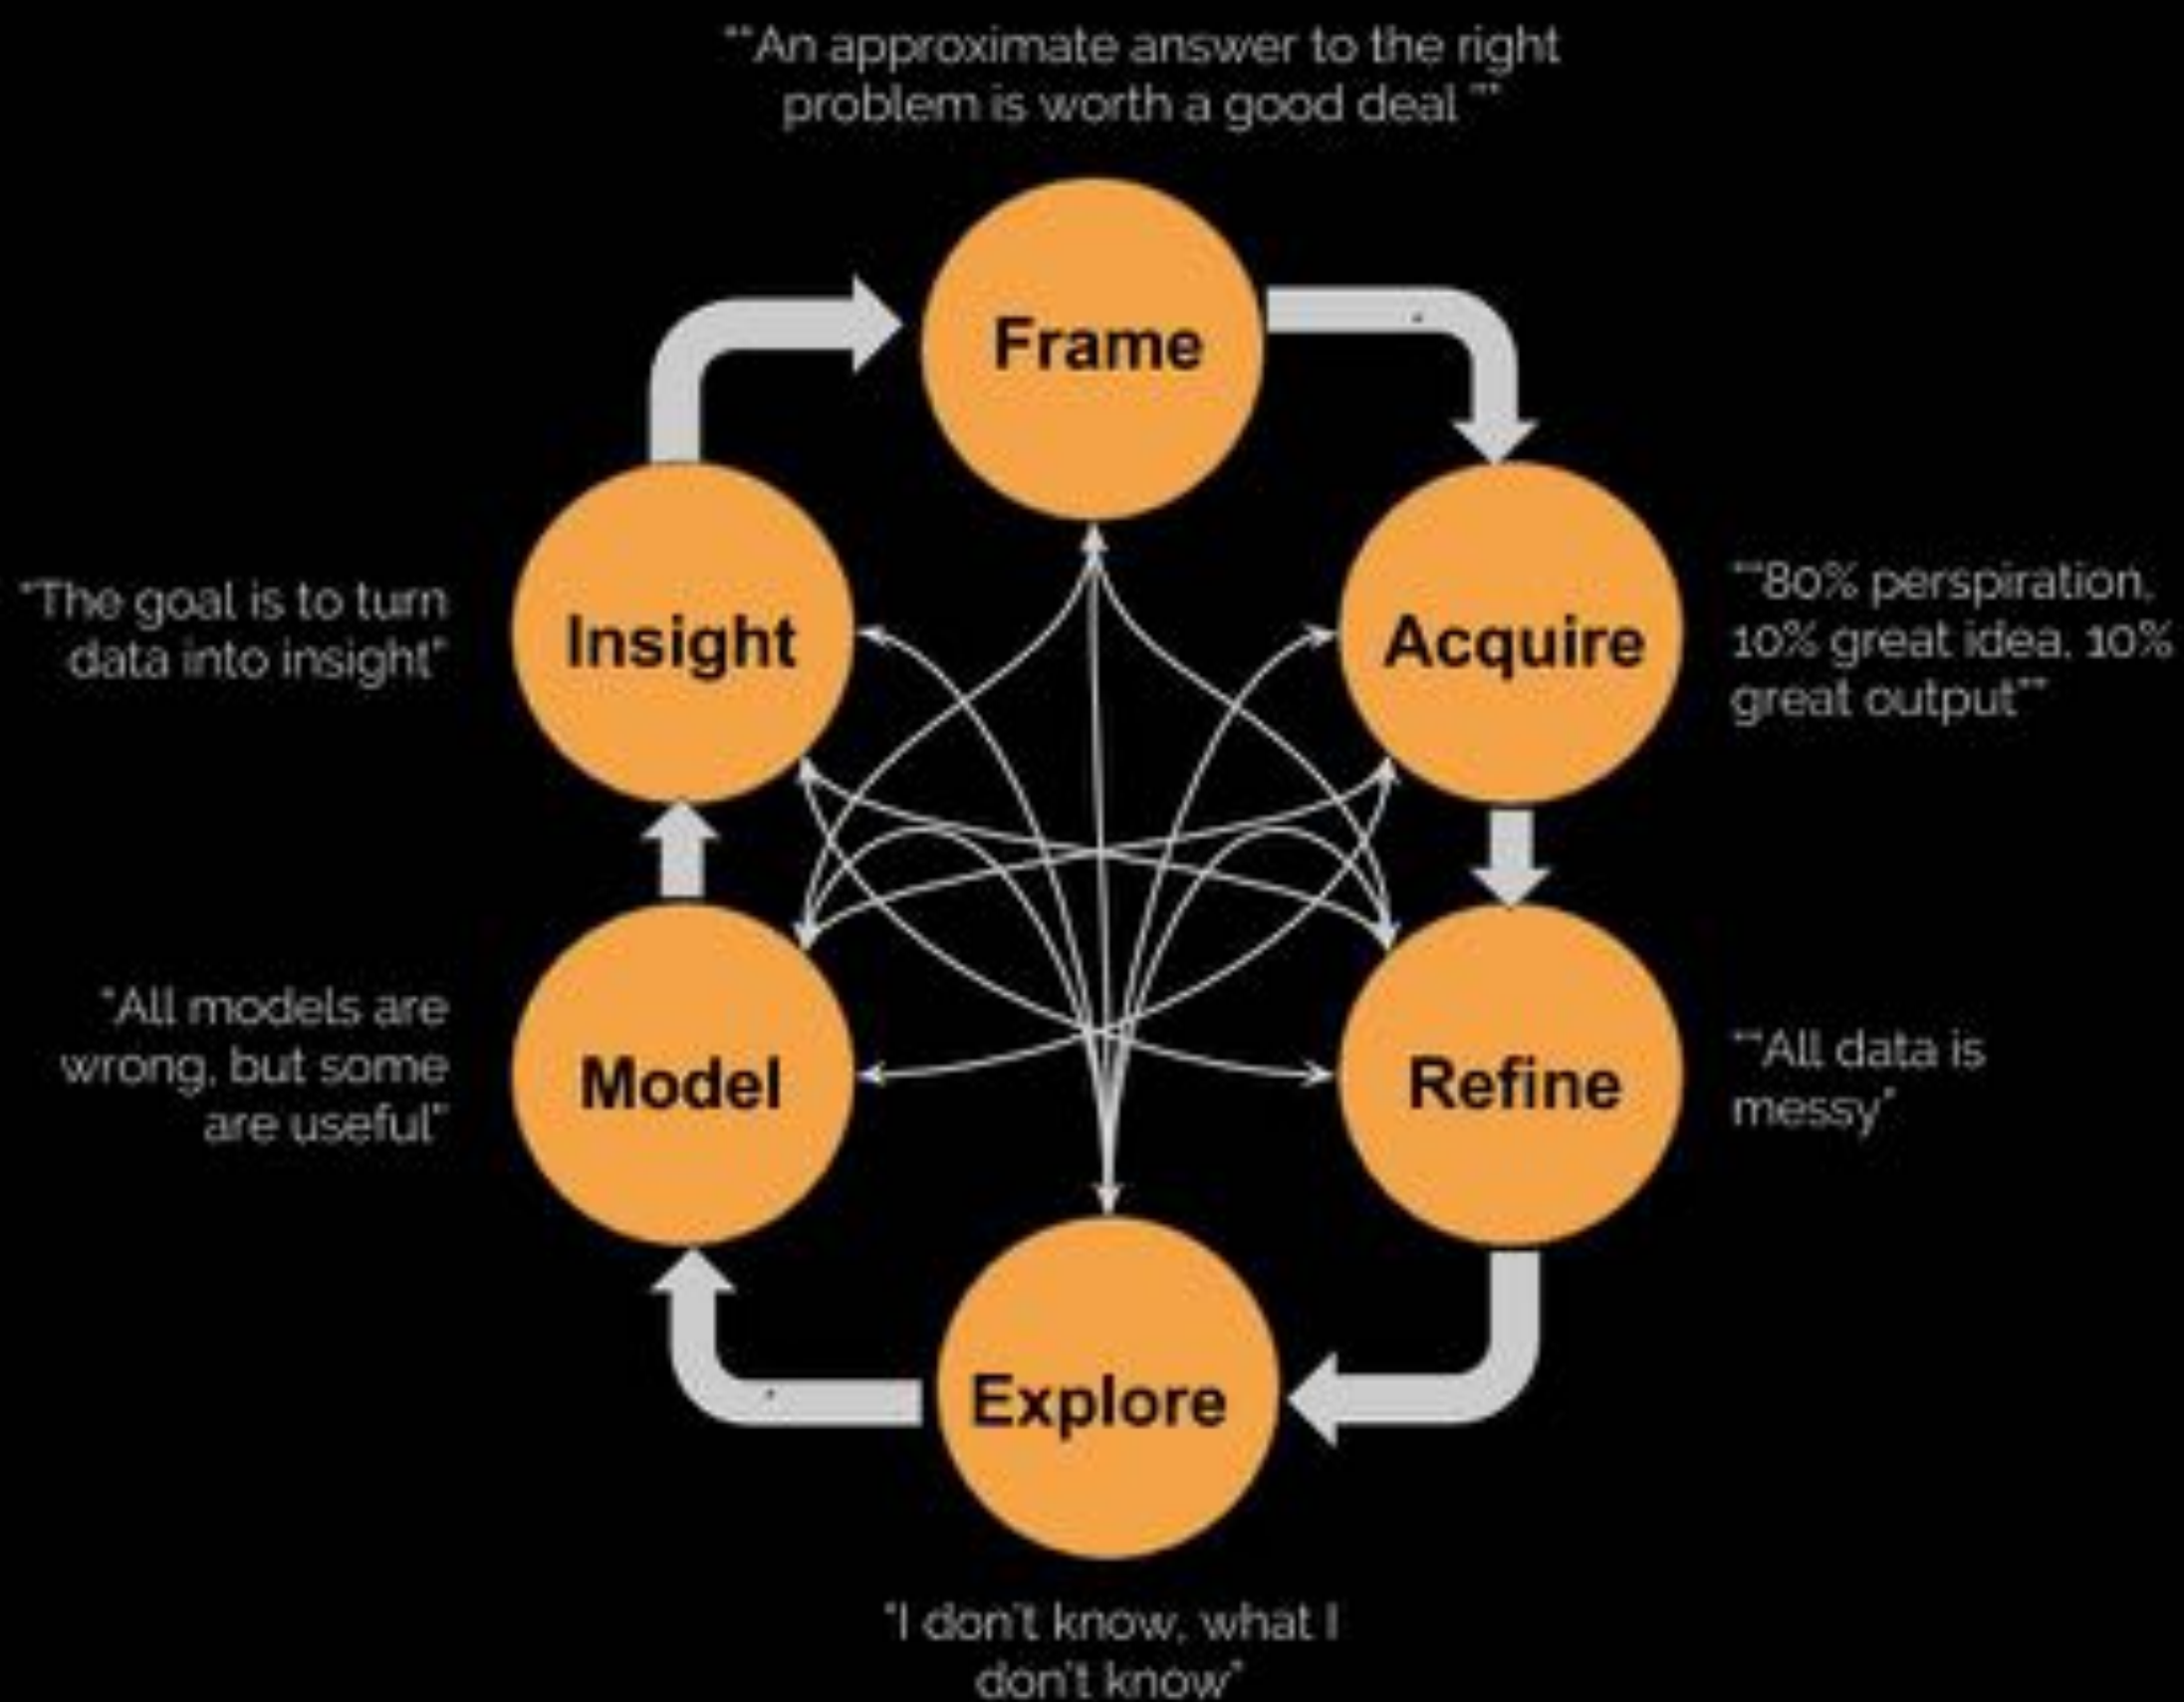 ""An approximate answer to the right
problem is worth a good deal ""
Frame
Insight
Acquire
"The goal is to turn
data into insight"
""80% perspiration,
10% great idea, 10%
great output""
Model
Refine
"All models are
wrong, but some
are useful"
""All data is
messy"
Explore
"I don't know, what I
don't know"